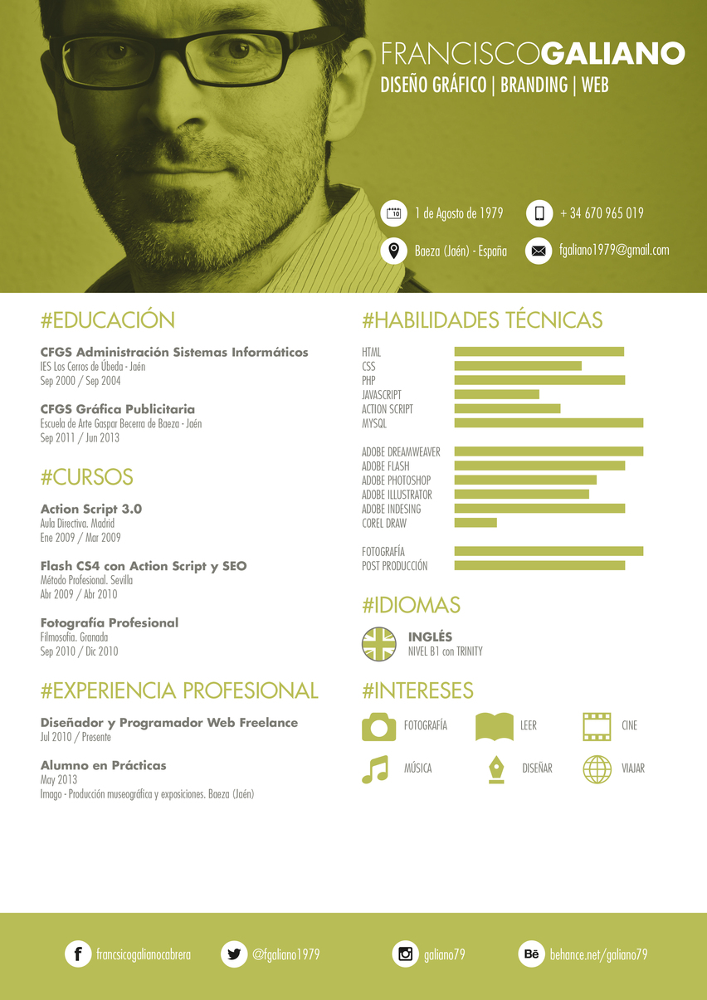 FRANCISCOGALIANO
DISEÑO GRÁFICO | BRANDING | WEB
10
1 de Agosto de 1979
+ 34 670 965 019
Baeza (Jaén) - España
fgaliano1979@gmail.com
#EDUCACIÓN
CFGS Administración Sistemas Informáticos
IES Los Cerros de Úbeda - Jaén
Sep 2000 / Sep 2004
CFGS Gráfica Publicitaria
Escuela de Arte Gaspar Becerra de Baeza - Jaén
Sep 2011 / Jun 2013
#CURSOS
Action Script 3.0
Aula Directiva. Madrid
Ene 2009 / Mar 2009
Flash CS4 con Action Script y SEO
Método Profesional. Sevilla
Abr 2009 / Abr 2010
Fotografía Profesional
Filmosofia. Granada
Sep 2010 / Dic 2010
#EXPERIENCIA PROFESIONAL
Diseñador y Programador Web Freelance
Jul 2010 / Presente
Alumno en Prácticas
May 2013
Imago - Producción museográfica y exposiciones. Baeza (Jaén)
#HABILIDADES TÉCNICAS
HTML
CSS
PHP
JAVASCRIPT
ACTION SCRIPT
MYSQL
ADOBE DREAMWEAVER
ADOBE FLASH
ADOBE PHOTOSHOP
ADOBE ILLUSTRATOR
ADOBE INDESING
COREL DRAW
FOTOGRAFÍA
POST PRODUCCIÓN
#IDIOMAS
INGLÉS
NIVEL B1 con TRINITY
#INTERESES
FOTOGRAFÍA
LEER
CINE
MÚSICA
DISEÑAR
VIAJAR
f francsicogalianocabrera
@fgaliano1979
galiano79
Bē behance.net/galiano79